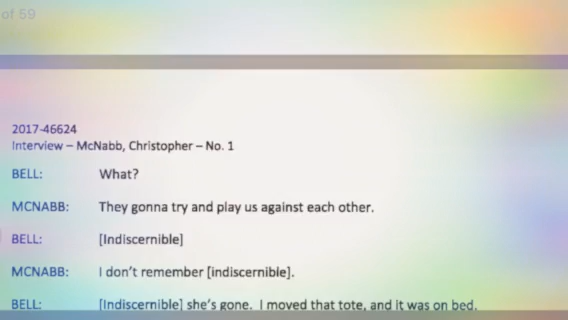 of 59
2017-46624
Interview – McNabb, Christopher – No. 1
BELL: What?
MCNABB: They gonna try and play us against each other.
BELL: [Indiscernible]
MCNABB: I don't remember [indiscernible].
BELL: [Indiscernible] she's gone. I moved that tote, and it was on bed.